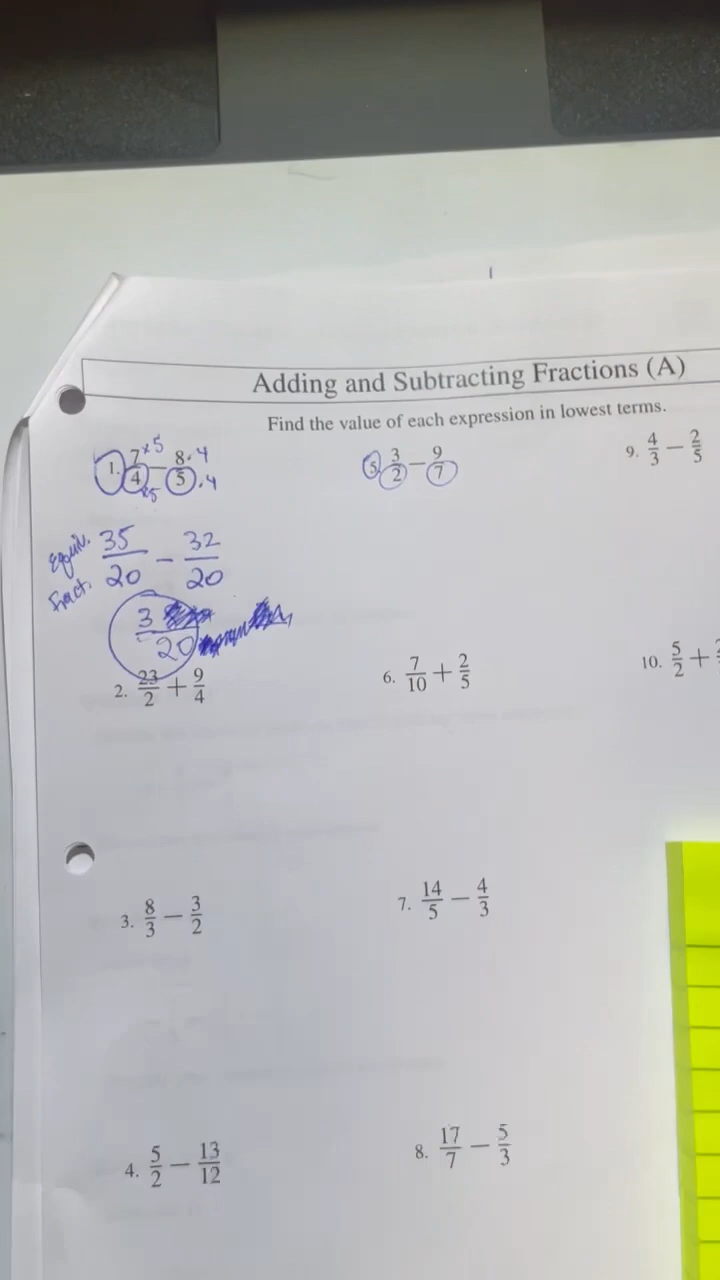 Adding and Subtracting Fractions (A)
Find the value of each expression in lowest terms.
1. 7/4 ×5 ×5 − 8/5 · 4 · 4
Equiv. Fract. 35/20 − 32/20
3/20
5. 3/2 − 9/7
9. 4/3 − 2/5
2. 23/2 + 9/4
6. 7/10 + 2/5
10. 5/2 +
3. 8/3 − 3/2
7. 14/5 − 4/3
4. 5/2 − 13/12
8. 17/7 − 5/3